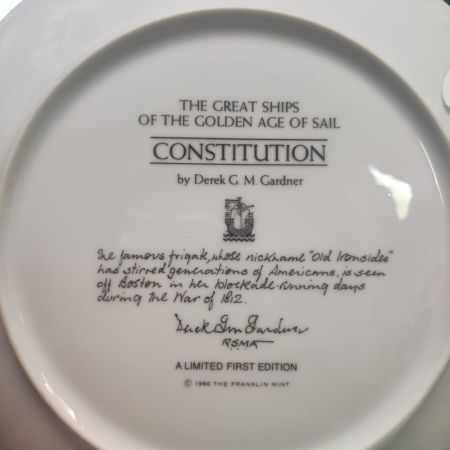 THE GREAT SHIPS
OF THE GOLDEN AGE OF SAIL
CONSTITUTION
by Derek G. M. Gardner
The famous frigate, whose nickname "Old Ironsides"
has stirred generations of Americans, is seen
off Boston in her blockade-running days
during the War of 1812.
Derek G M Gardner
RSMA
A LIMITED FIRST EDITION
© 1986 THE FRANKLIN MINT